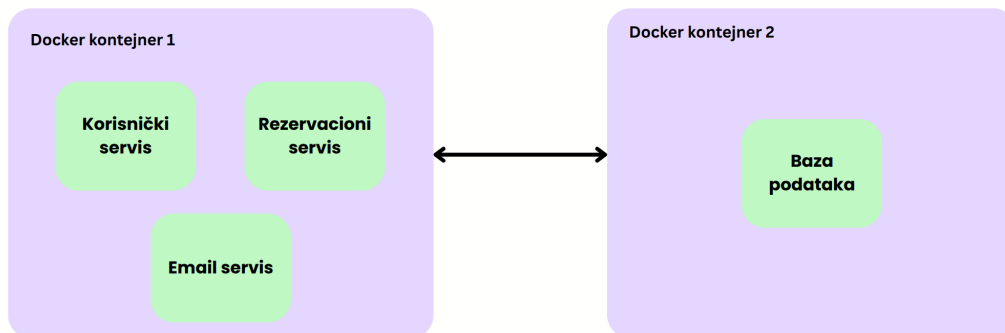 Docker kontejner 1
Korisnički
servis
Rezervacioni
servis
Email servis
Docker kontejner 2
Baza
podataka